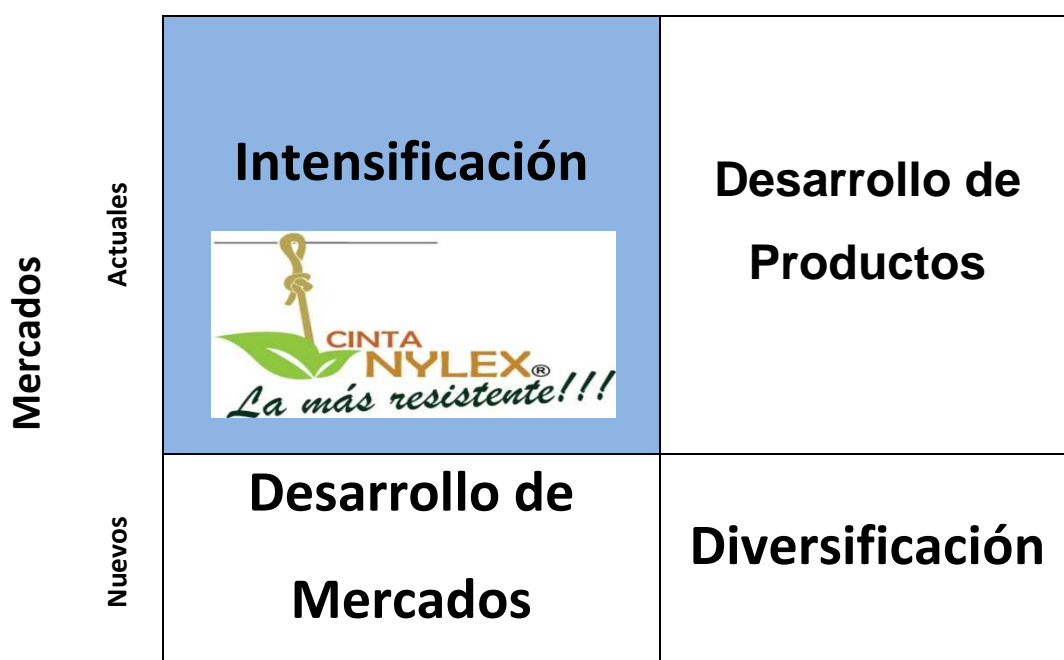 Mercados
Actuales
Intensificación
CINTA
NYLEX®
La más resistente!!!
Desarrollo de
Productos
Nuevos
Desarrollo de
Mercados
Diversificación